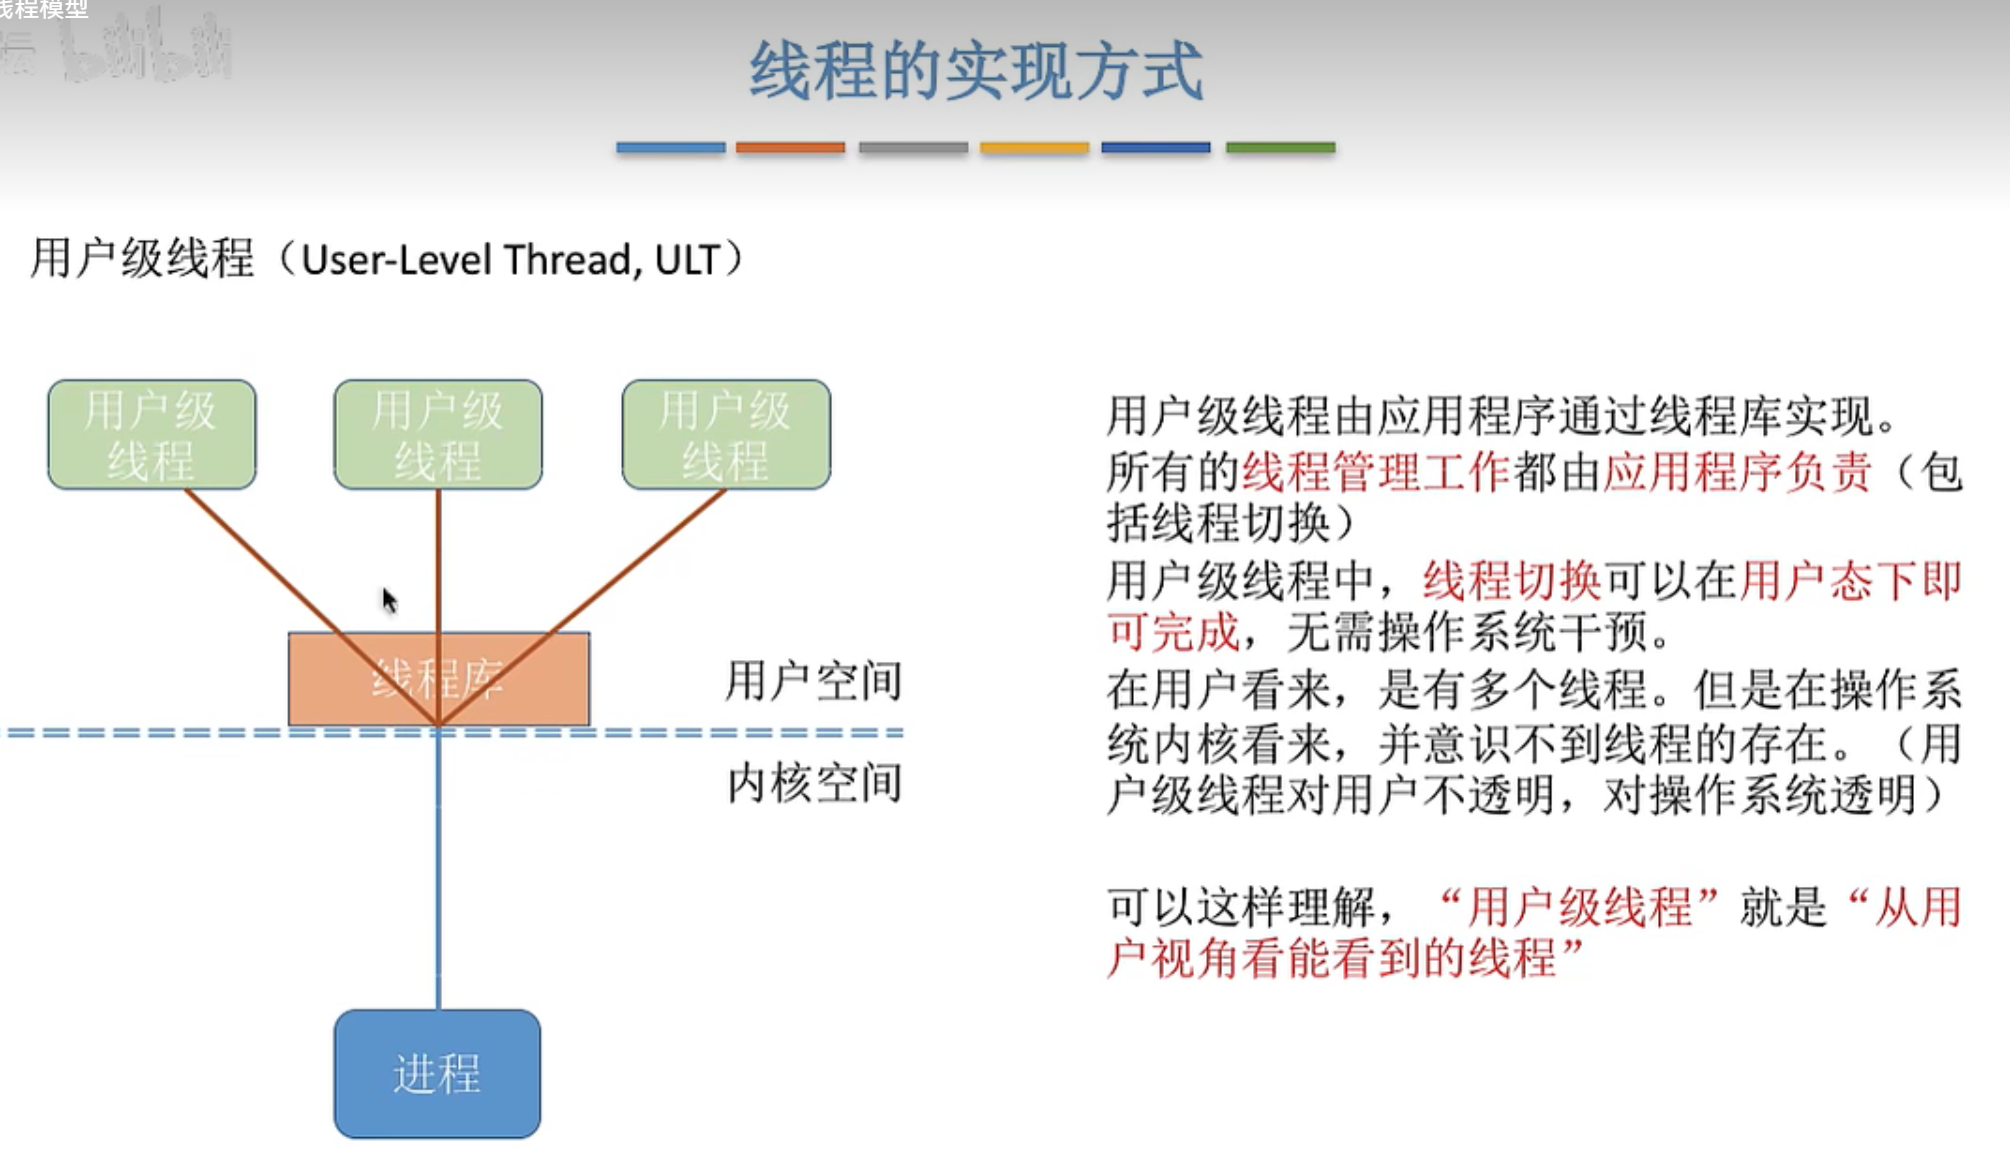 线程模型
bilibili
线程的实现方式
用户级线程（User-Level Thread, ULT）
用户级
线程
用户级
线程
用户级
线程
线程库
用户空间
内核空间
进程
用户级线程由应用程序通过线程库实现。
所有的线程管理工作都由应用程序负责（包
括线程切换）
用户级线程中，线程切换可以在用户态下即
可完成，无需操作系统干预。
在用户看来，是有多个线程。但是在操作系
统内核看来，并意识不到线程的存在。（用
户级线程对用户不透明，对操作系统透明）
可以这样理解，“用户级线程”就是“从用
户视角看能看到的线程”